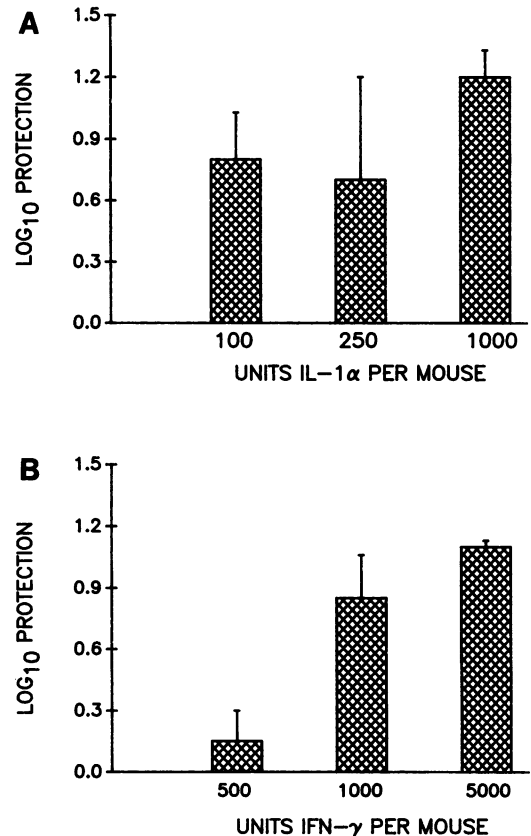 A
1.5
1.2
0.9
0.6
0.3
0.0
LOG10 PROTECTION
100 250 1000
UNITS IL-1α PER MOUSE
B
1.5
1.2
0.9
0.6
0.3
0.0
LOG10 PROTECTION
500 1000 5000
UNITS IFN-γ PER MOUSE